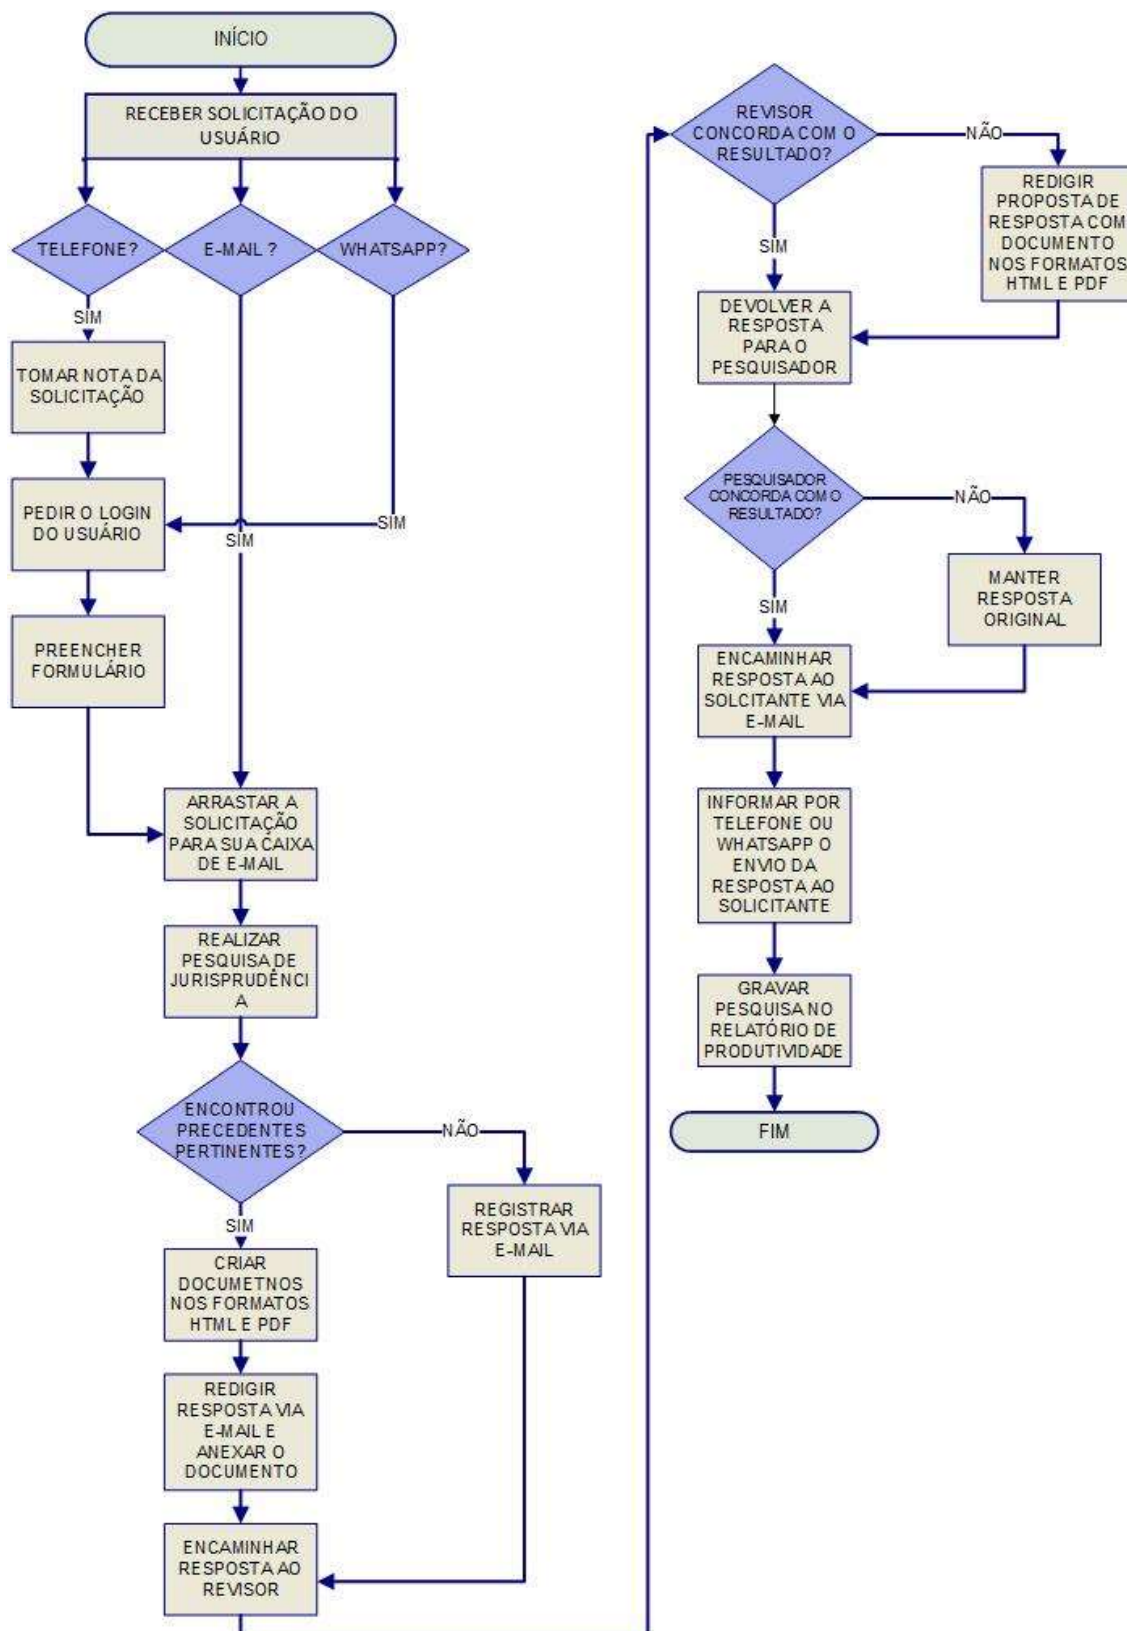 INÍCIO
RECEBER SOLICITAÇÃO DO
USUÁRIO
TELEFONE?
E-MAIL ?
WHATSAPP?
SIM
TOMAR NOTA DA
SOLICITAÇÃO
PEDIR O LOGIN
DO USUÁRIO
SIM
SIM
PREENCHER
FORMULÁRIO
ARRASTAR A
SOLICITAÇÃO
PARA SUA CAIXA
DE E-MAIL
REALIZAR
PESQUISA DE
JURISPRUDÊNCI
A
ENCONTROU
PRECEDENTES
PERTINENTES?
NÃO
REGISTRAR
RESPOSTA VIA
E-MAIL
SIM
CRIAR
DOCUMETNOS
NOS FORMATOS
HTML E PDF
REDIGIR
RESPOSTA VIA
E-MAIL E
ANEXAR O
DOCUMENTO
ENCAMINHAR
RESPOSTA AO
REVISOR
REVISOR
CONCORDA COM O
RESULTADO?
NÃO
REDIGIR
PROPOSTA DE
RESPOSTA COM
DOCUMENTO
NOS FORMATOS
HTML E PDF
SIM
DEVOLVER A
RESPOSTA
PARA O
PESQUISADOR
PESQUISADOR
CONCORDA COM O
RESULTADO?
NÃO
MANTER
RESPOSTA
ORIGINAL
SIM
ENCAMINHAR
RESPOSTA AO
SOLCITANTE VIA
E-MAIL
INFORMAR POR
TELEFONE OU
WHATSAPP O
ENVIO DA
RESPOSTA AO
SOLICITANTE
GRAVAR
PESQUISA NO
RELATÓRIO DE
PRODUTIVIDADE
FIM